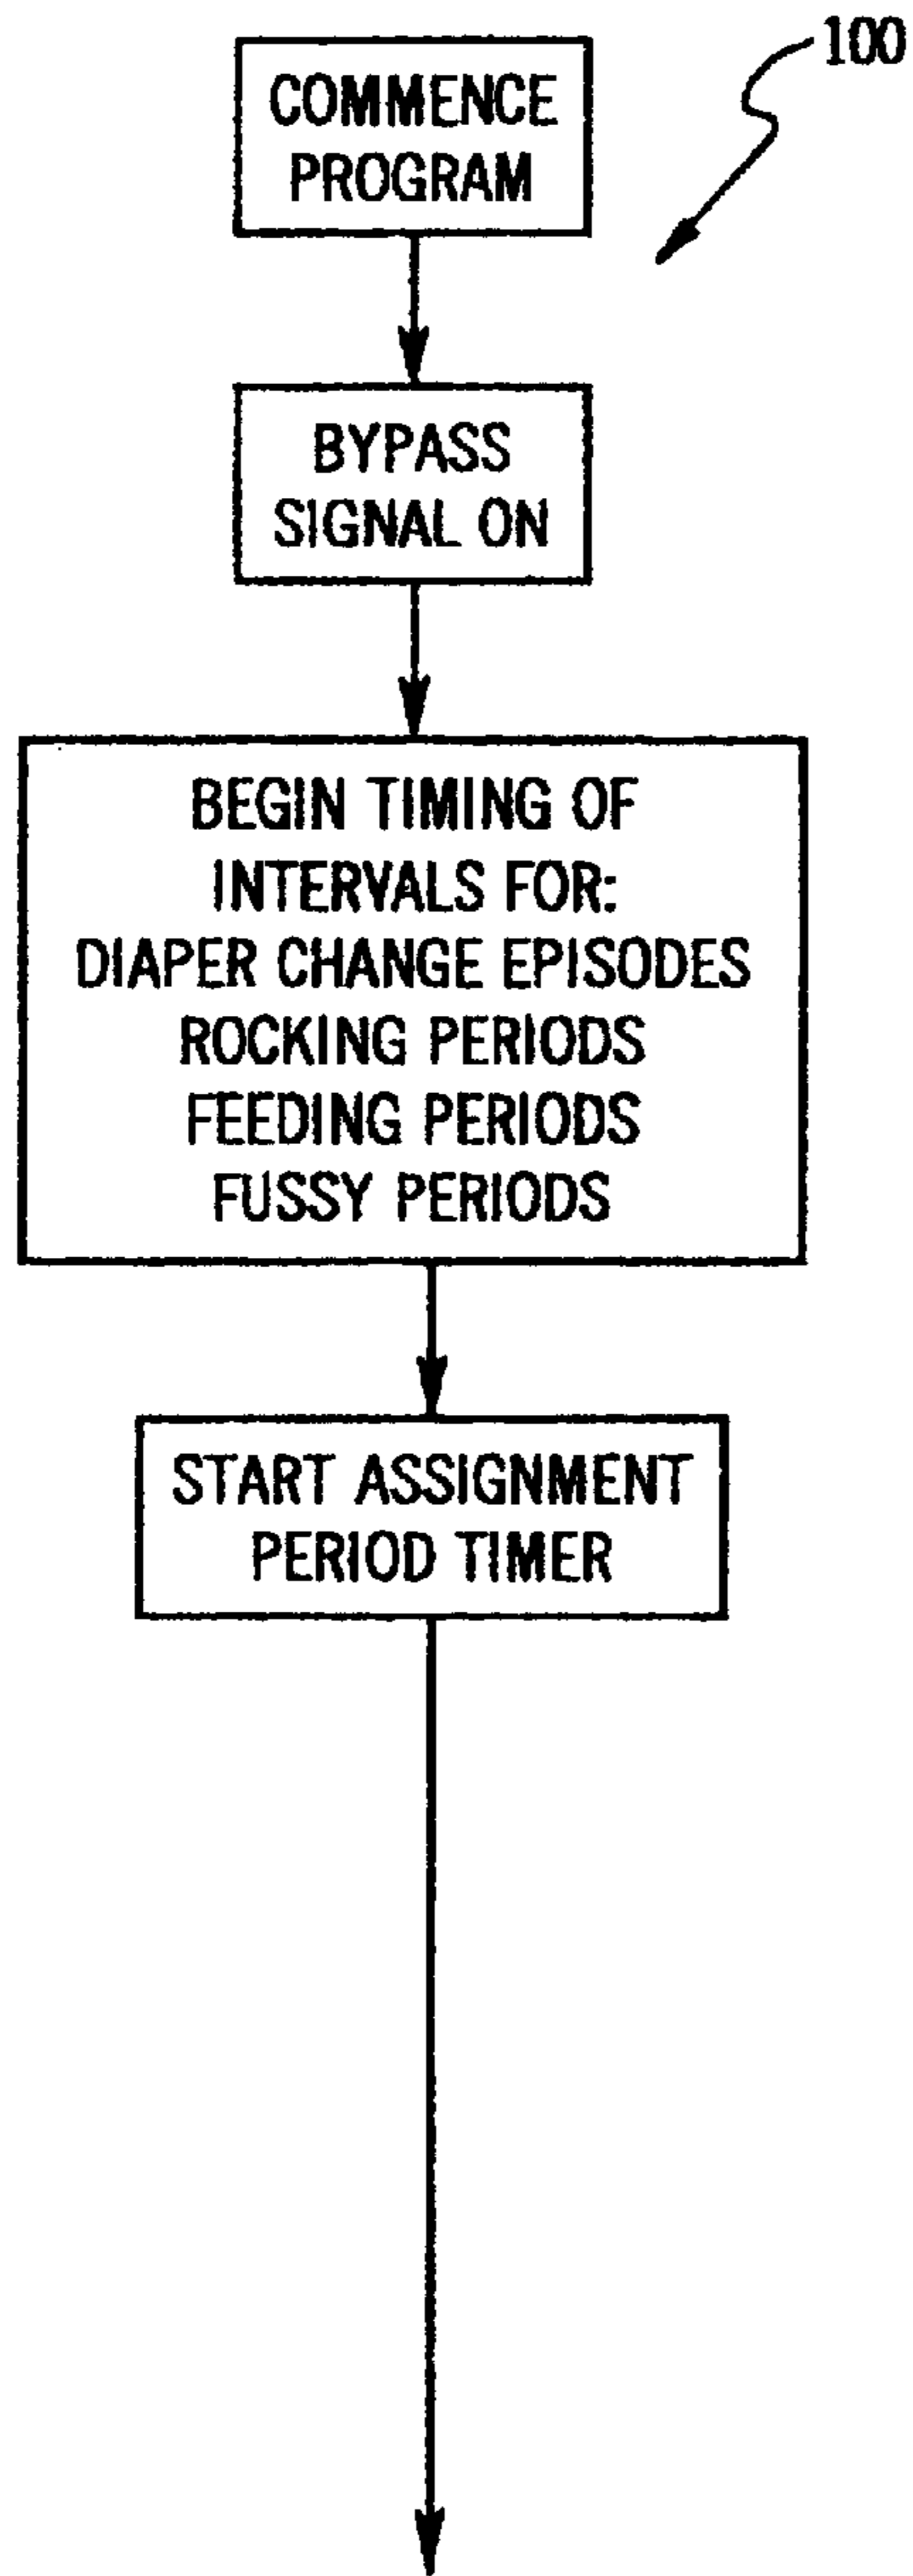 100
COMMENCE
PROGRAM
BYPASS
SIGNAL ON
BEGIN TIMING OF
INTERVALS FOR:
DIAPER CHANGE EPISODES
ROCKING PERIODS
FEEDING PERIODS
FUSSY PERIODS
START ASSIGNMENT
PERIOD TIMER